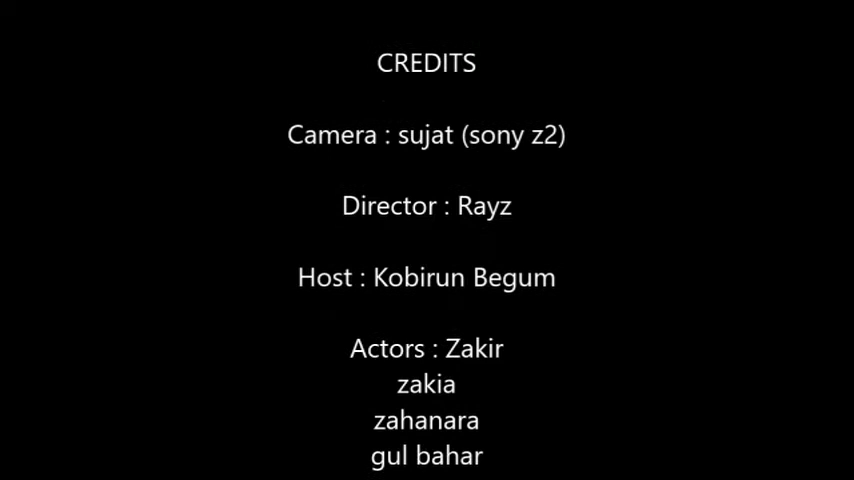 CREDITS
Camera : sujat (sony z2)
Director : Rayz
Host : Kobirun Begum
Actors : Zakir
zakia
zahanara
gul bahar